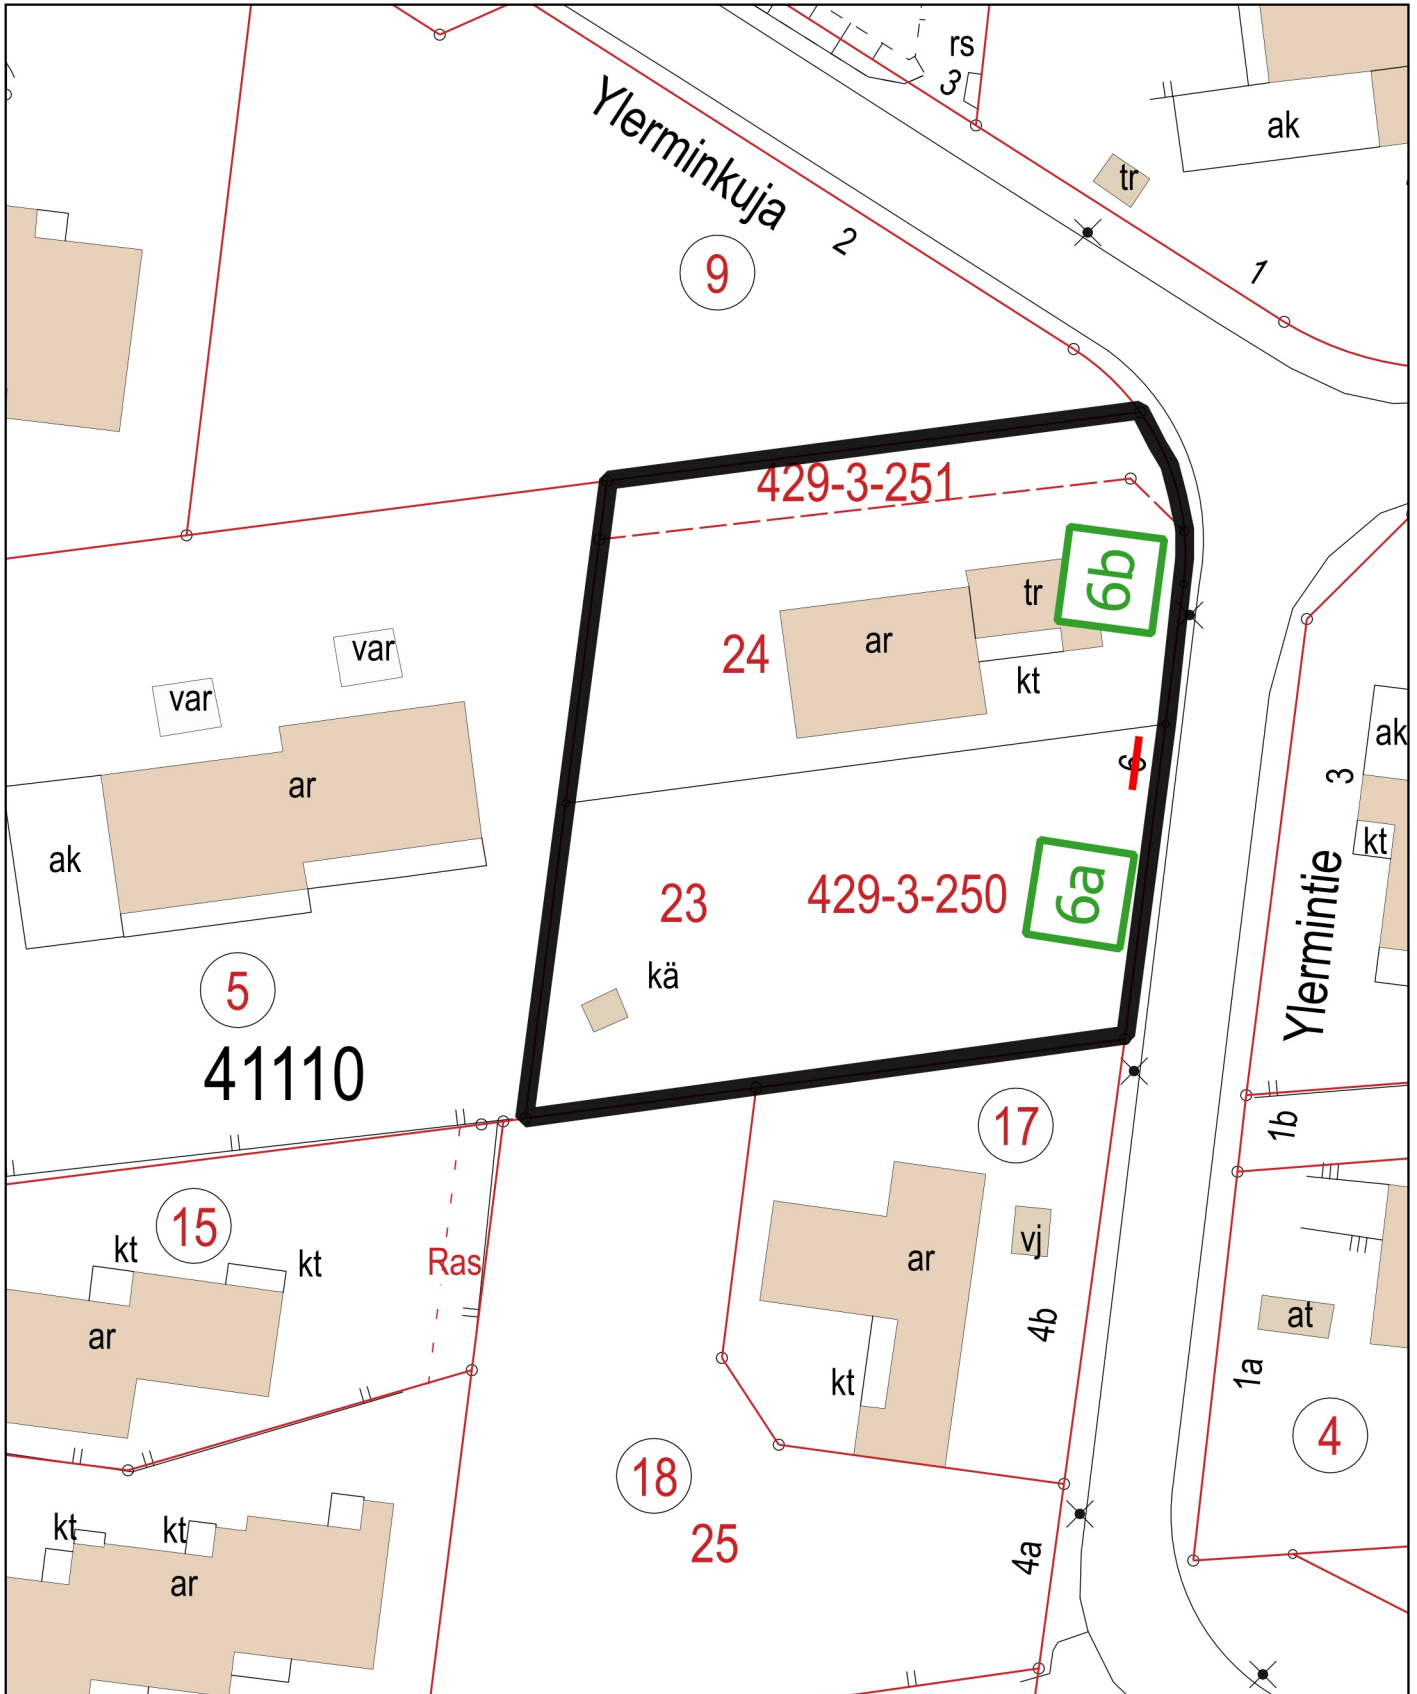 rs
3
ak
tr
Ylerminkuja
2
9
1
429-3-251
6b
tr
var
ar
24
kt
var
ak
6
3
ar
kt
ak
6a
23
429-3-250
Ylermintie
kä
5
41110
17
1b
15
kt
kt
Ras
vj
ar
at
4b
ar
1a
kt
4
18
kt
kt
25
4a
ar